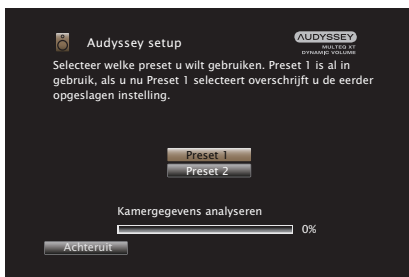 Audyssey setup
AUDYSSEY
MULTEQ XT
DYNAMIC VOLUME
Selecteer welke preset u wilt gebruiken. Preset 1 is al in
gebruik, als u nu Preset 1 selecteert overschrijft u de eerder
opgeslagen instelling.
Preset 1
Preset 2
Kamergegevens analyseren
0%
Achteruit